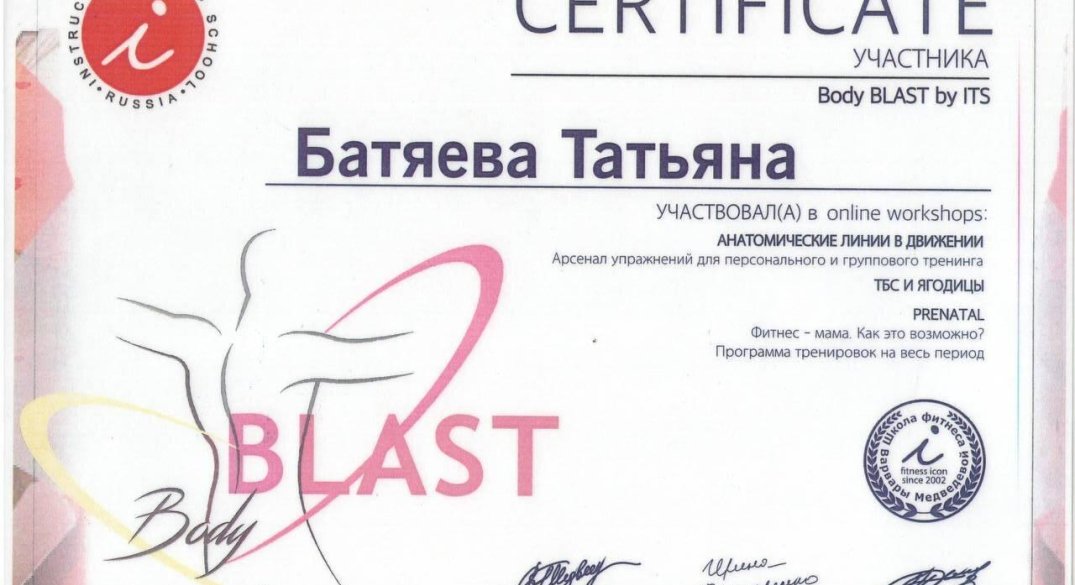 CERTIFICATE
УЧАСТНИКА
Body BLAST by ITS
SCHOOL • RUSSIA •
Батяева Татьяна
УЧАСТВОВАЛ(А) в online workshops:
АНАТОМИЧЕСКИЕ ЛИНИИ В ДВИЖЕНИИ
Арсенал упражнений для персонального и группового тренинга
ТБС И ЯГОДИЦЫ
PRENATAL
Фитнес - мама. Как это возможно?
Программа тренировок на весь период
BLAST
Body
Школа фитнеса Варвары Медведевой
i
fitness icon
since 2002